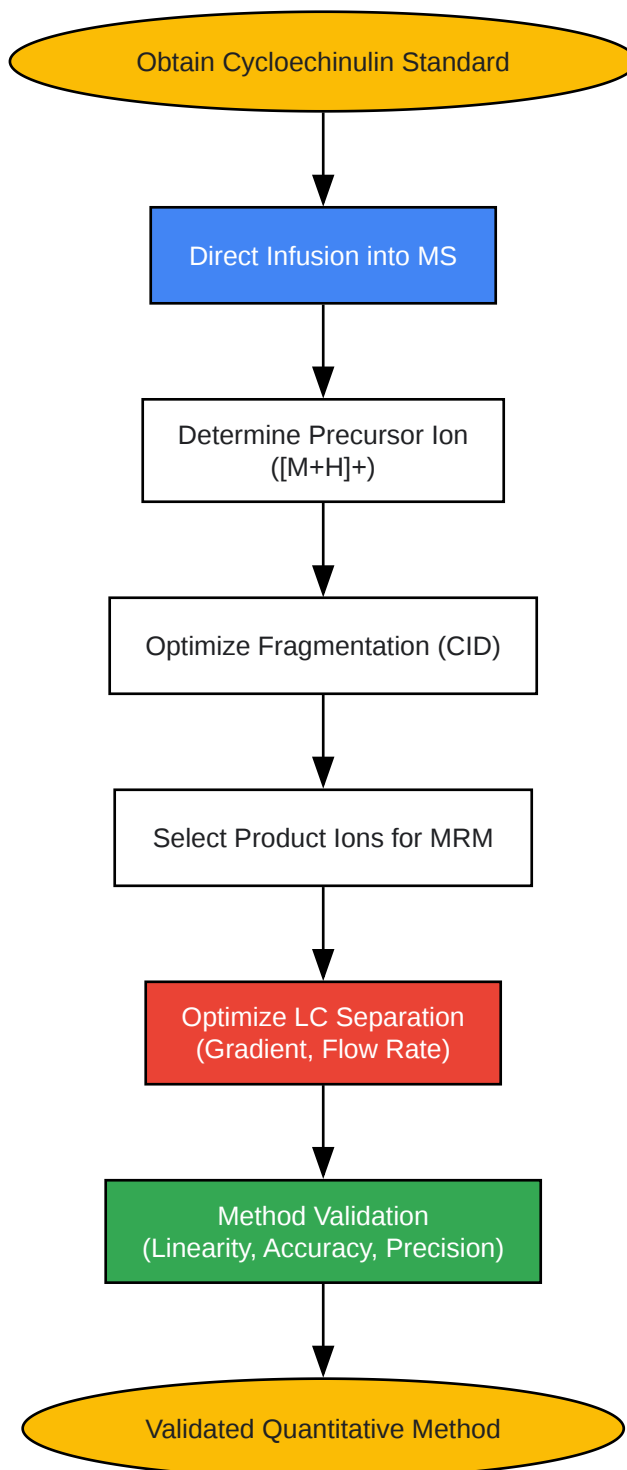 Obtain Cycloechinulin Standard
Direct Infusion into MS
Determine Precursor Ion
([M+H]+)
Optimize Fragmentation (CID)
Select Product Ions for MRM
Optimize LC Separation
(Gradient, Flow Rate)
Method Validation
(Linearity, Accuracy, Precision)
Validated Quantitative Method